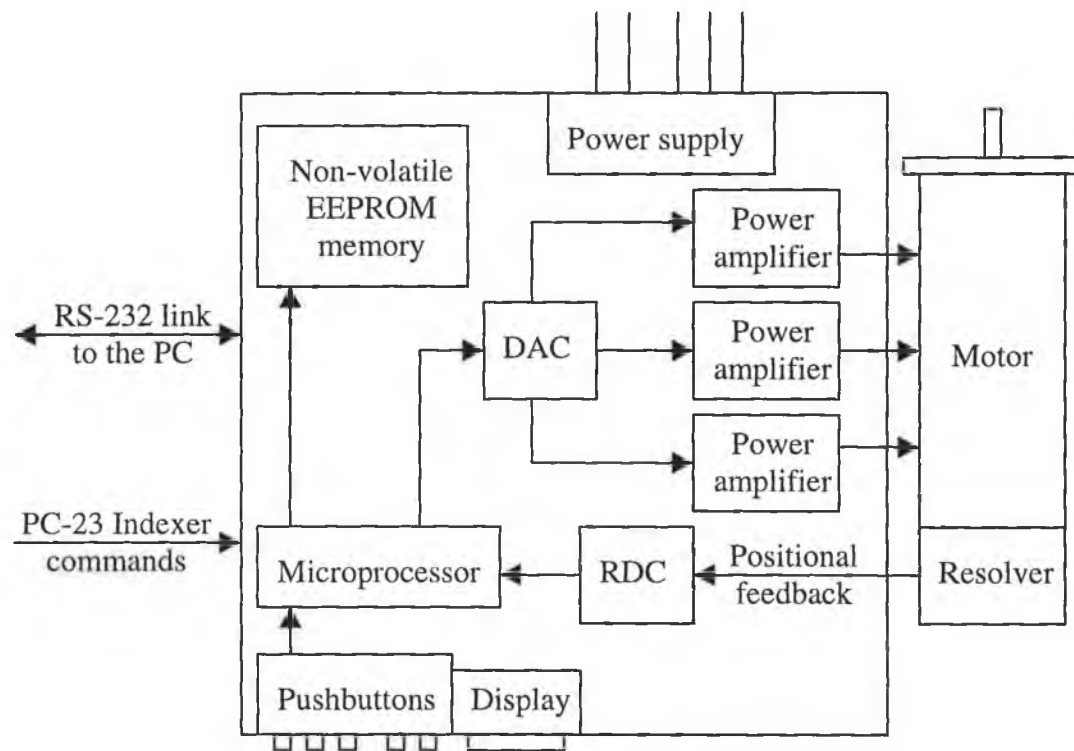 Power supply
Non-volatile
EEPROM
memory
Power
amplifier
RS-232 link
to the PC
DAC
Power
amplifier
Motor
Power
amplifier
PC-23 Indexer
commands
Microprocessor
RDC
Positional
feedback
Resolver
Pushbuttons
Display